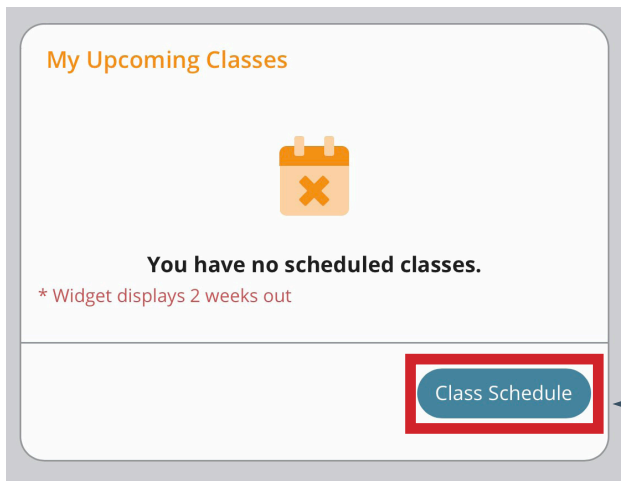 My Upcoming Classes
You have no scheduled classes.
* Widget displays 2 weeks out
Class Schedule